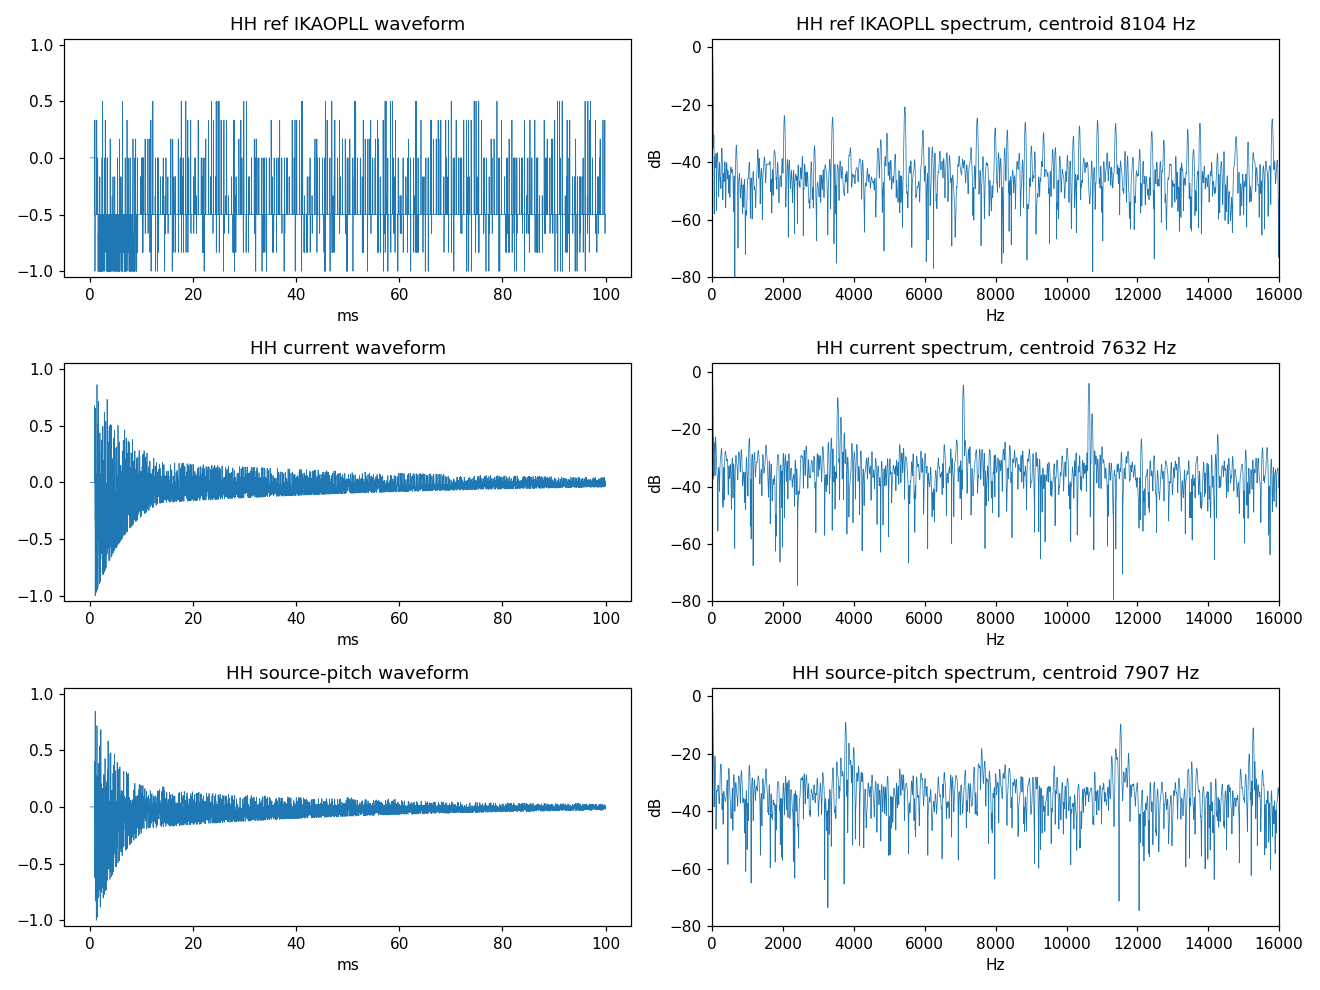 HH ref IKAOPLL waveform
1.0
0.5
0.0
−0.5
−1.0
0 20 40 60 80 100
ms
HH ref IKAOPLL spectrum, centroid 8104 Hz
0
−20
−40
−60
−80
dB
0 2000 4000 6000 8000 10000 12000 14000 16000
Hz
HH current waveform
1.0
0.5
0.0
−0.5
−1.0
0 20 40 60 80 100
ms
HH current spectrum, centroid 7632 Hz
0
−20
−40
−60
−80
dB
0 2000 4000 6000 8000 10000 12000 14000 16000
Hz
HH source-pitch waveform
1.0
0.5
0.0
−0.5
−1.0
0 20 40 60 80 100
ms
HH source-pitch spectrum, centroid 7907 Hz
0
−20
−40
−60
−80
dB
0 2000 4000 6000 8000 10000 12000 14000 16000
Hz